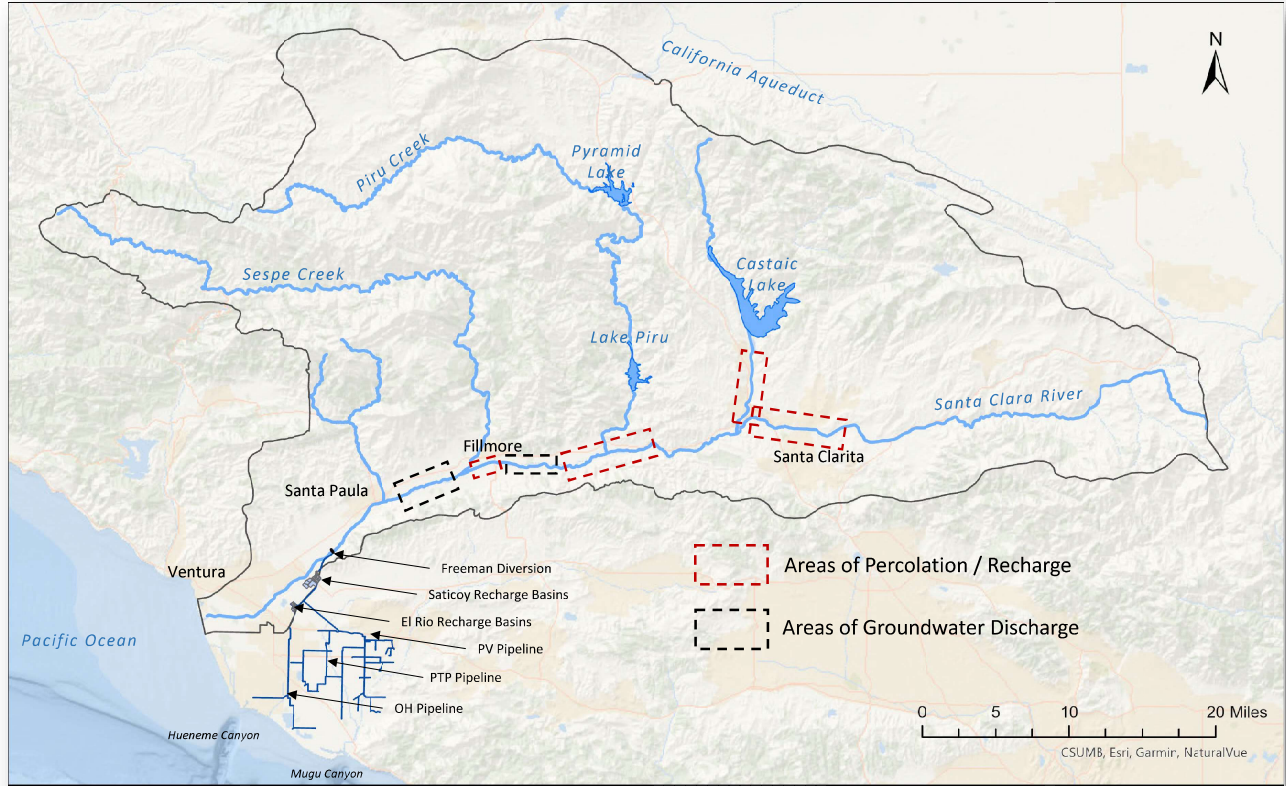 N
California Aqueduct
Piru Creek
Pyramid
Lake
Sespe Creek
Castaic
Lake
Lake Piru
Santa Clara River
Fillmore
Santa Clarita
Santa Paula
Ventura
Freeman Diversion
Saticoy Recharge Basins
El Rio Recharge Basins
PV Pipeline
PTP Pipeline
OH Pipeline
Pacific Ocean
Hueneme Canyon
Mugu Canyon
Areas of Percolation / Recharge
Areas of Groundwater Discharge
0 5 10 20 Miles
CSUMB, Esri, Garmin, NaturalVue